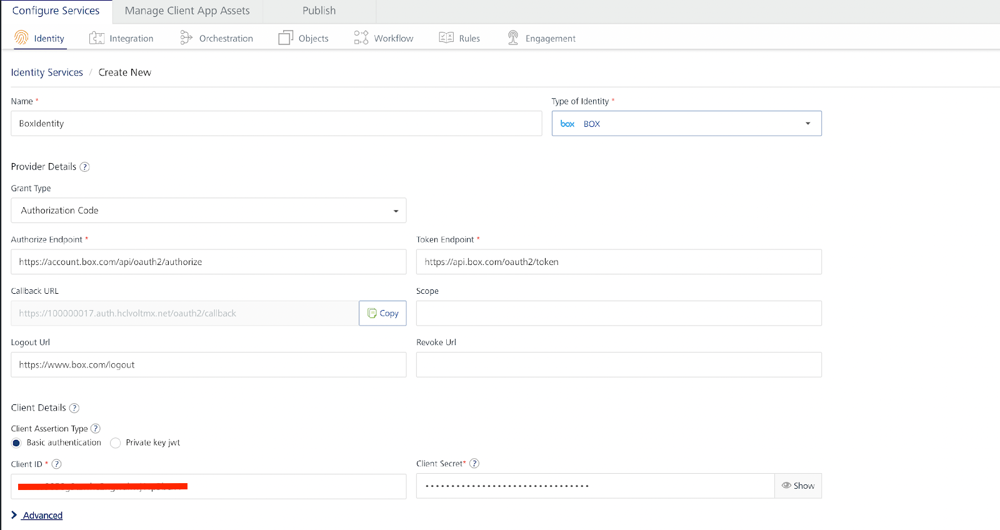 Configure Services Manage Client App Assets Publish
Identity Integration Orchestration Objects Workflow Rules Engagement
Identity Services / Create New
Name * Type of Identity *
BoxIdentity box BOX
Provider Details ?
Grant Type
Authorization Code
Authorize Endpoint * Token Endpoint *
https://account.box.com/api/oauth2/authorize https://api.box.com/oauth2/token
Callback URL Scope
https://100000017.auth.hclvoltmx.net/oauth2/callback Copy
Logout Url Revoke Url
https://www.box.com/logout
Client Details ?
Client Assertion Type ?
Basic authentication Private key jwt
Client ID * ? Client Secret* ?
•••••••••••••••••••••••••••••••• Show
Advanced